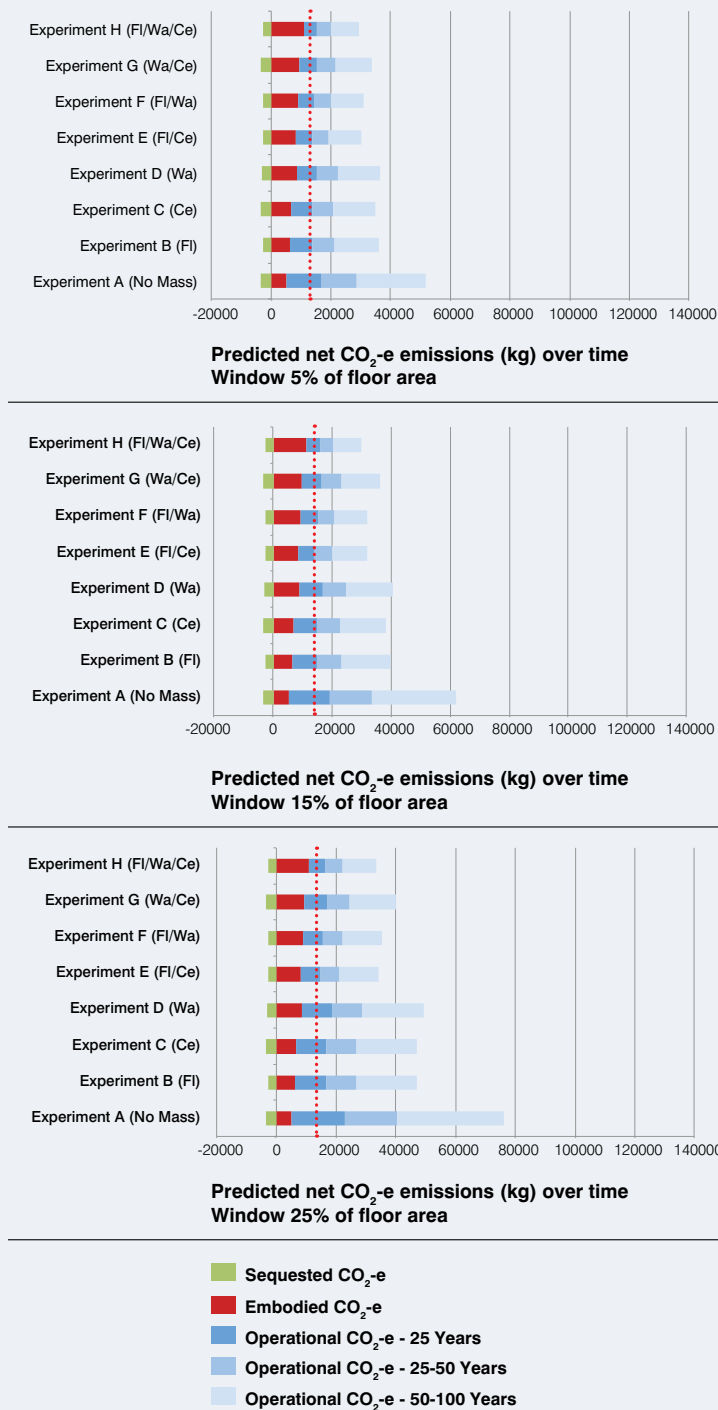 Experiment H (Fl/Wa/Ce)
Experiment G (Wa/Ce)
Experiment F (Fl/Wa)
Experiment E (Fl/Ce)
Experiment D (Wa)
Experiment C (Ce)
Experiment B (Fl)
Experiment A (No Mass)
-20000 0 20000 40000 60000 80000 100000 120000 140000
Predicted net CO2-e emissions (kg) over time
Window 5% of floor area
Experiment H (Fl/Wa/Ce)
Experiment G (Wa/Ce)
Experiment F (Fl/Wa)
Experiment E (Fl/Ce)
Experiment D (Wa)
Experiment C (Ce)
Experiment B (Fl)
Experiment A (No Mass)
-20000 0 20000 40000 60000 80000 100000 120000 140000
Predicted net CO2-e emissions (kg) over time
Window 15% of floor area
Experiment H (Fl/Wa/Ce)
Experiment G (Wa/Ce)
Experiment F (Fl/Wa)
Experiment E (Fl/Ce)
Experiment D (Wa)
Experiment C (Ce)
Experiment B (Fl)
Experiment A (No Mass)
-20000 0 20000 40000 60000 80000 100000 120000 140000
Predicted net CO2-e emissions (kg) over time
Window 25% of floor area
Sequested CO2-e
Embodied CO2-e
Operational CO2-e - 25 Years
Operational CO2-e - 25-50 Years
Operational CO2-e - 50-100 Years